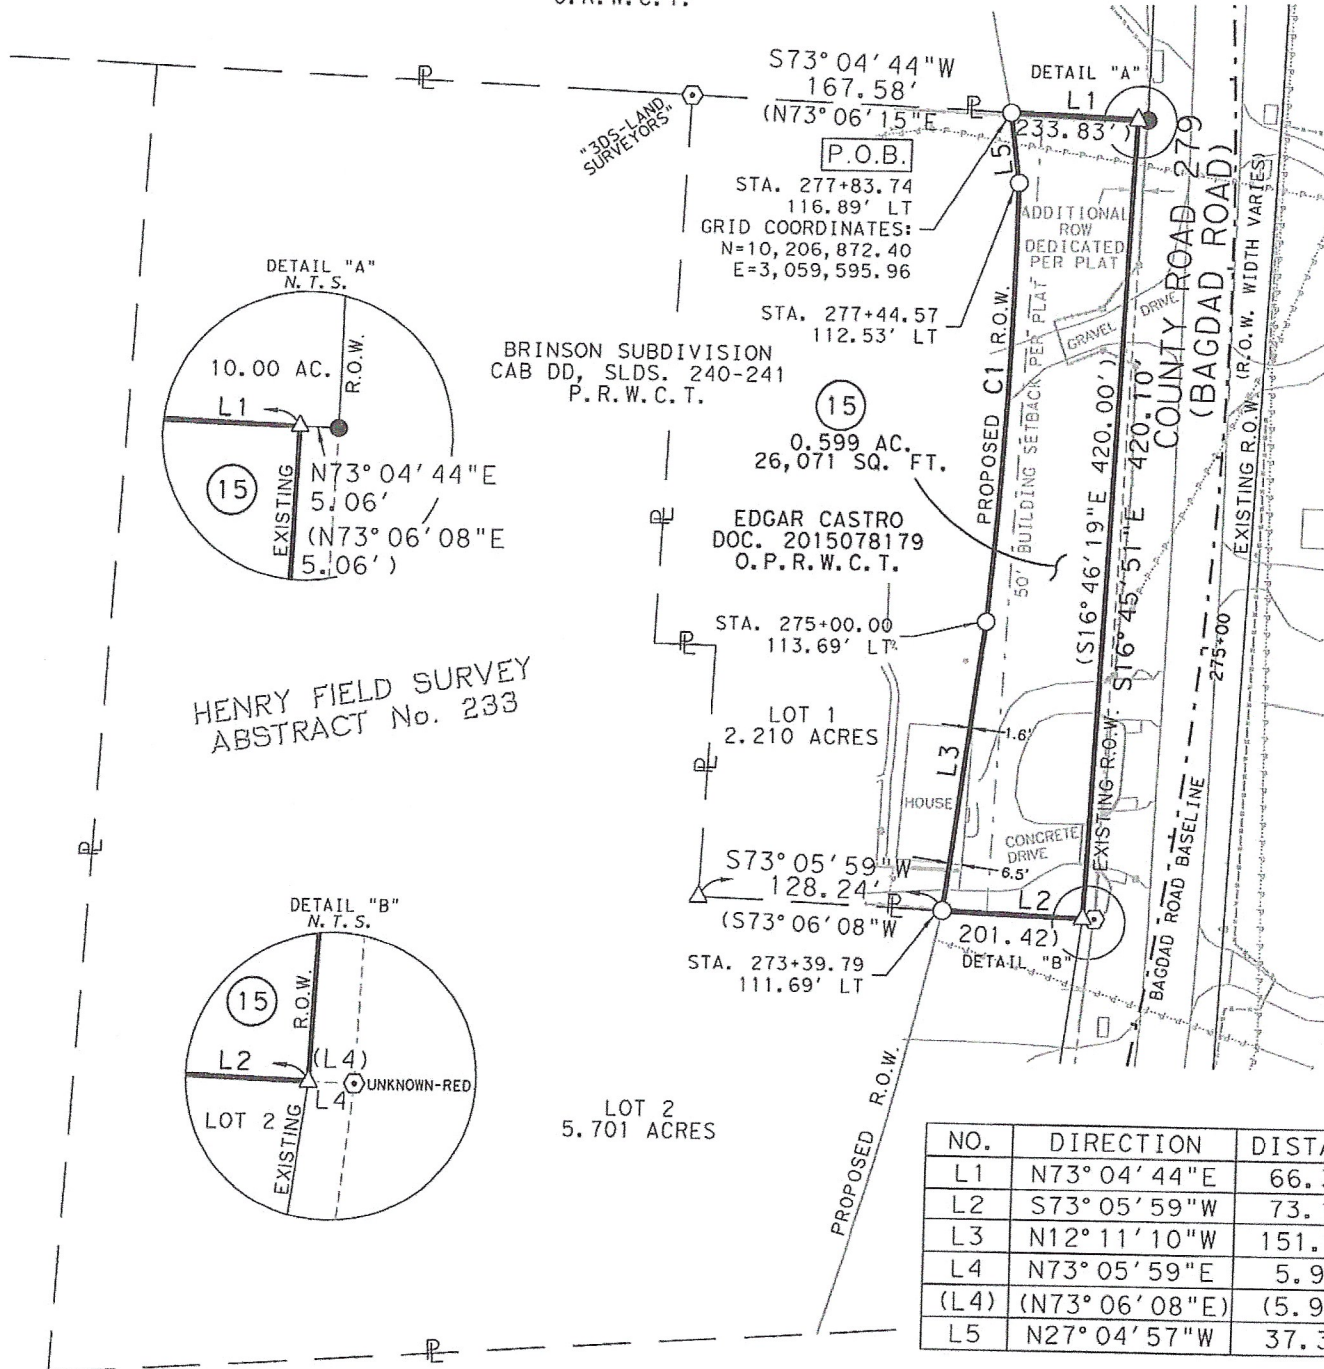 S73°04'44"W
167.58'
(N73°06'15"E
233.83')
DETAIL "A"
L1
"3DS-LAND
SURVEYORS"
P.O.B.
L5
STA. 277+83.74
116.89' LT
GRID COORDINATES:
N=10,206,872.40
E=3,059,595.96
STA. 277+44.57
112.53' LT
ADDITIONAL
ROW
DEDICATED
PER PLAT
COUNTY ROAD 279
(BAGDAD ROAD)
EXISTING R.O.W. (R.O.W. WIDTH VARIES)
GRAVEL
DRIVE
DETAIL "A"
N.T.S.
10.00 AC.
R.O.W.
L1
15
EXISTING
N73°04'44"E
5.06'
(N73°06'08"E
5.06')
BRINSON SUBDIVISION
CAB DD, SLDS. 240-241
P.R.W.C.T.
15
0.599 AC.
26,071 SQ. FT.
PROPOSED C1 R.O.W.
50' BUILDING SETBACK PER PLAT
(S16°46'19"E 420.00')
EXISTING R.O.W. S16°45'51"E 420.10'
EDGAR CASTRO
DOC. 2015078179
O.P.R.W.C.T.
STA. 275+00.00
113.69' LT
275+00
HENRY FIELD SURVEY
ABSTRACT No. 233
LOT 1
2.210 ACRES
1.6'
L3
HOUSE
CONCRETE
DRIVE
6.5'
BAGDAD ROAD BASELINE
S73°05'59"W
128.24'
(S73°06'08"W
201.42)
L2
DETAIL "B"
STA. 273+39.79
111.69' LT
DETAIL "B"
N.T.S.
15
R.O.W.
L2
(L4)
L4
UNKNOWN-RED
LOT 2
EXISTING
LOT 2
5.701 ACRES
PROPOSED R.O.W.
NO. DIRECTION
L1 N73°04'44"E 66.
L2 S73°05'59"W 73.
L3 N12°11'10"W 151.
L4 N73°05'59"E 5.9
(L4) (N73°06'08"E) (5.9
L5 N27°04'57"W 37.